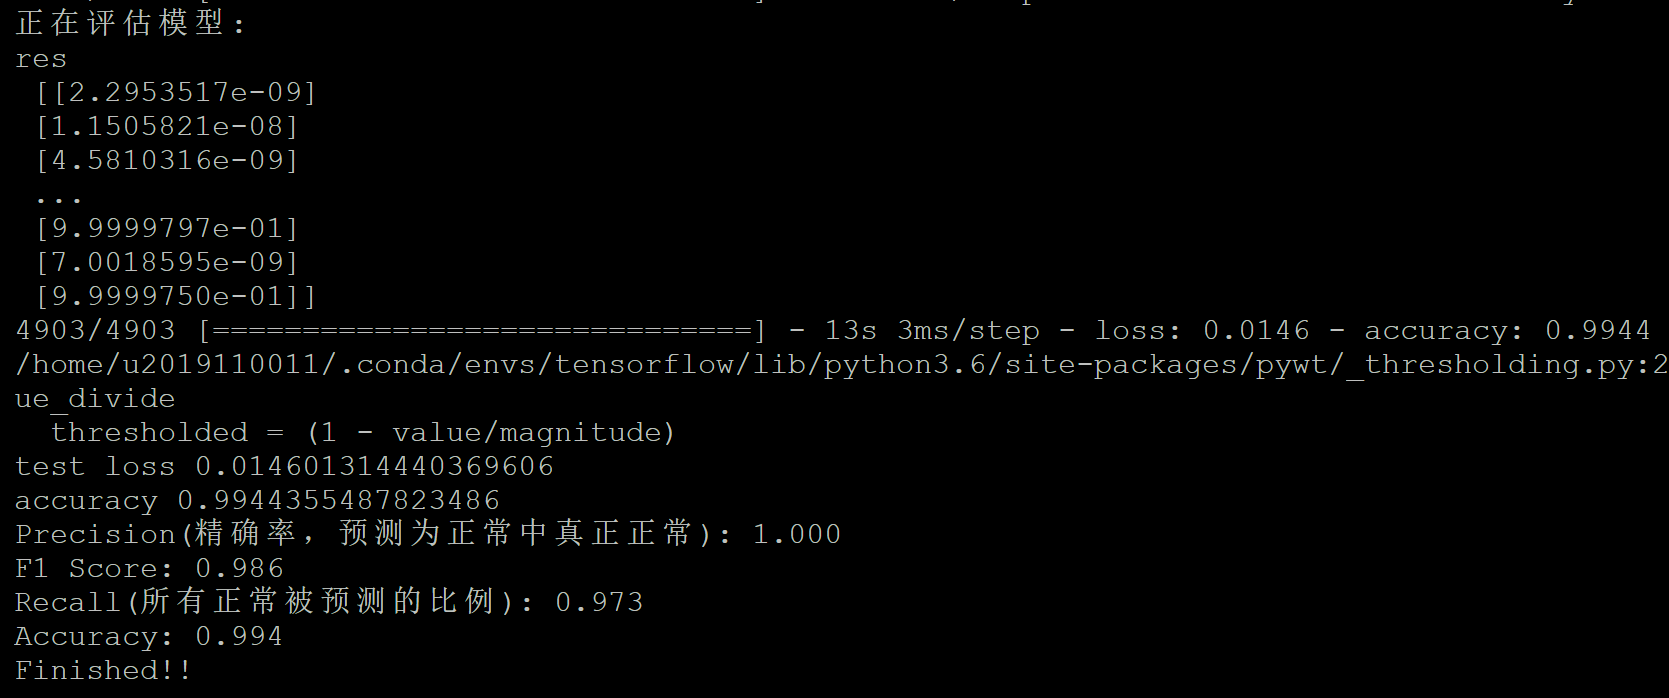 正在评估模型：
res
[[2.2953517e-09]
[1.1505821e-08]
[4.5810316e-09]
...
[9.9999797e-01]
[7.0018595e-09]
[9.9999750e-01]]
4903/4903 [==============================] - 13s 3ms/step - loss: 0.0146 - accuracy: 0.9944
/home/u2019110011/.conda/envs/tensorflow/lib/python3.6/site-packages/pywt/_thresholding.py:2
ue_divide
thresholded = (1 - value/magnitude)
test loss 0.014601314440369606
accuracy 0.9944355487823486
Precision(精确率，预测为正常中真正正常): 1.000
F1 Score: 0.986
Recall(所有正常被预测的比例): 0.973
Accuracy: 0.994
Finished!!